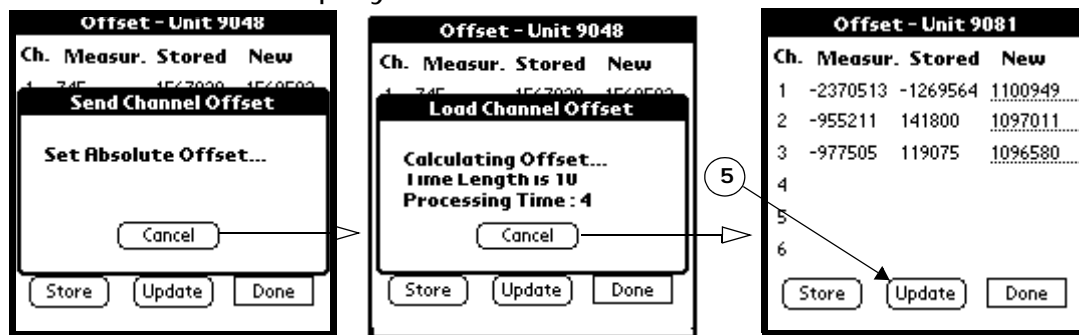 Offset - Unit 9048
Ch. Measur. Stored New
Send Channel Offset
Set Absolute Offset...
Cancel
Store Update Done
Offset - Unit 9048
Ch. Measur. Stored New
Load Channel Offset
Calculating Offset...
Time Length is 10
Processing Time : 4
Cancel
Store Update Done
5
Offset - Unit 9081
Ch. Measur. Stored New
1 -2370513 -1269564 1100949
2 -955211 141800 1097011
3 -977505 119075 1096580
4
5
6
Store Update Done